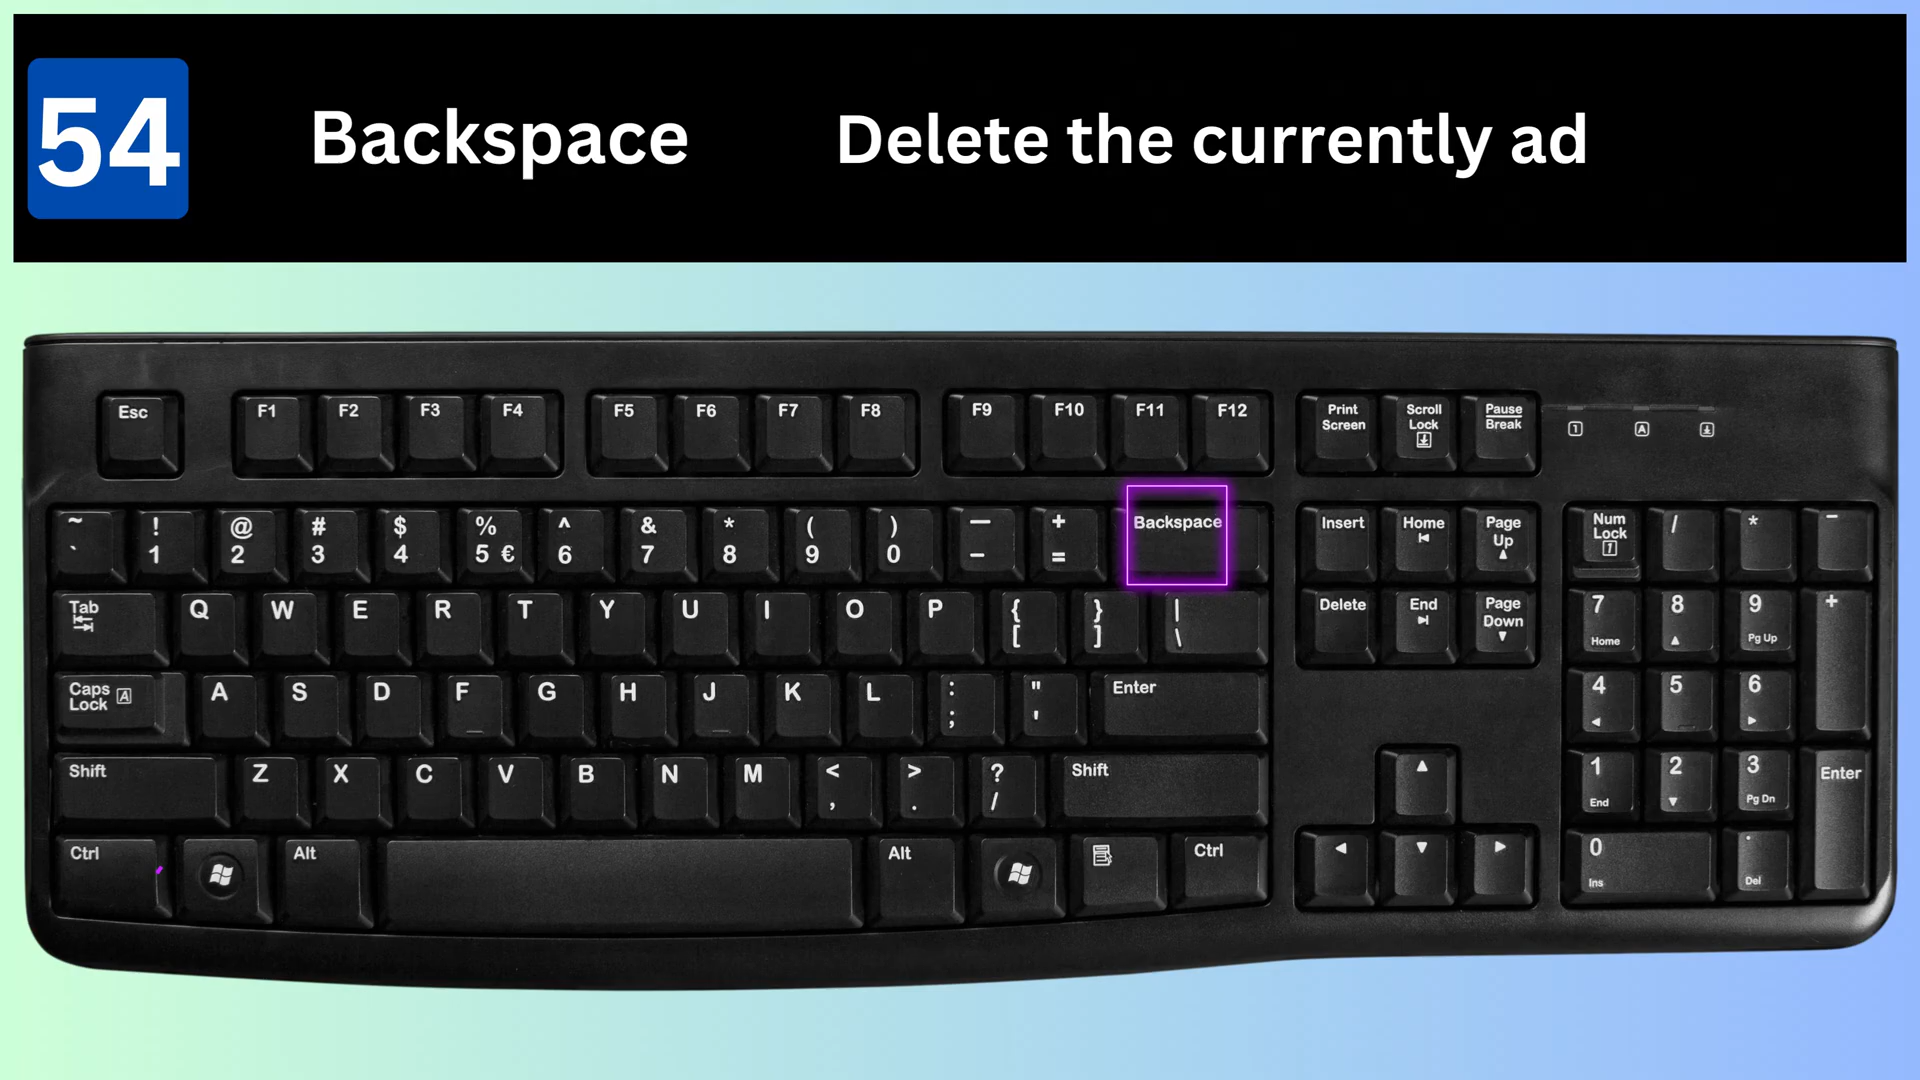 54 Backspace Delete the currently ad
Esc F1 F2 F3 F4 F5 F6 F7 F8 F9 F10 F11 F12 Print Screen Scroll Lock Pause Break
1 A
~ ` ! 1 @ 2 # 3 $ 4 % 5 € ^ 6 & 7 * 8 ( 9 ) 0 — – + = Backspace Insert Home Page Up Num Lock 1 / * -
Tab Q W E R T Y U I O P { [ } ] | \ Delete End Page Down 7 Home 8 9 Pg Up +
Caps Lock A A S D F G H J K L : ; " ' Enter 4 5 6
Shift Z X C V B N M < , > . ? / Shift 1 End 2 3 Pg Dn Enter
Ctrl Alt Alt Ctrl 0 Ins . Del